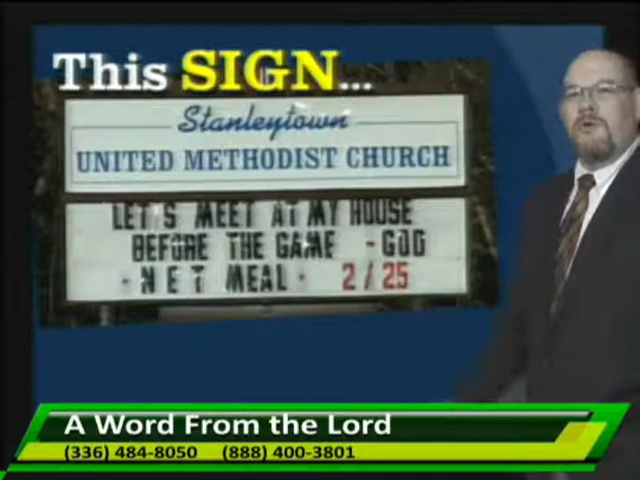 This SIGN...
Stanleytown
UNITED METHODIST CHURCH
LET'S MEET AT MY HOUSE
BEFORE THE GAME -GOD
· NET MEAL · 2/25
A Word From the Lord
(336) 484-8050 (888) 400-3801